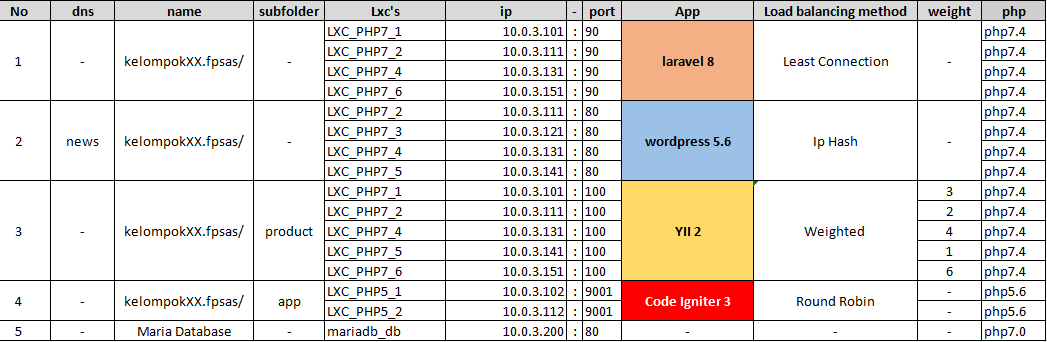 No dns name subfolder Lxc's ip - port App Load balancing method weight php
1 - kelompokXX.fpsas/ - LXC_PHP7_1 10.0.3.101 : 90 laravel 8 Least Connection - php7.4
LXC_PHP7_2 10.0.3.111 : 90 php7.4
LXC_PHP7_4 10.0.3.131 : 90 php7.4
LXC_PHP7_6 10.0.3.151 : 90 php7.4
2 news kelompokXX.fpsas/ - LXC_PHP7_2 10.0.3.111 : 80 wordpress 5.6 Ip Hash - php7.4
LXC_PHP7_3 10.0.3.121 : 80 php7.4
LXC_PHP7_4 10.0.3.131 : 80 php7.4
LXC_PHP7_5 10.0.3.141 : 80 php7.4
3 - kelompokXX.fpsas/ product LXC_PHP7_1 10.0.3.101 : 100 YII 2 Weighted 3 php7.4
LXC_PHP7_2 10.0.3.111 : 100 2 php7.4
LXC_PHP7_4 10.0.3.131 : 100 4 php7.4
LXC_PHP7_5 10.0.3.141 : 100 1 php7.4
LXC_PHP7_6 10.0.3.151 : 100 6 php7.4
4 - kelompokXX.fpsas/ app LXC_PHP5_1 10.0.3.102 : 9001 Code Igniter 3 Round Robin - php5.6
LXC_PHP5_2 10.0.3.112 : 9001 - php5.6
5 - Maria Database - mariadb_db 10.0.3.200 : 80 - - - php7.0